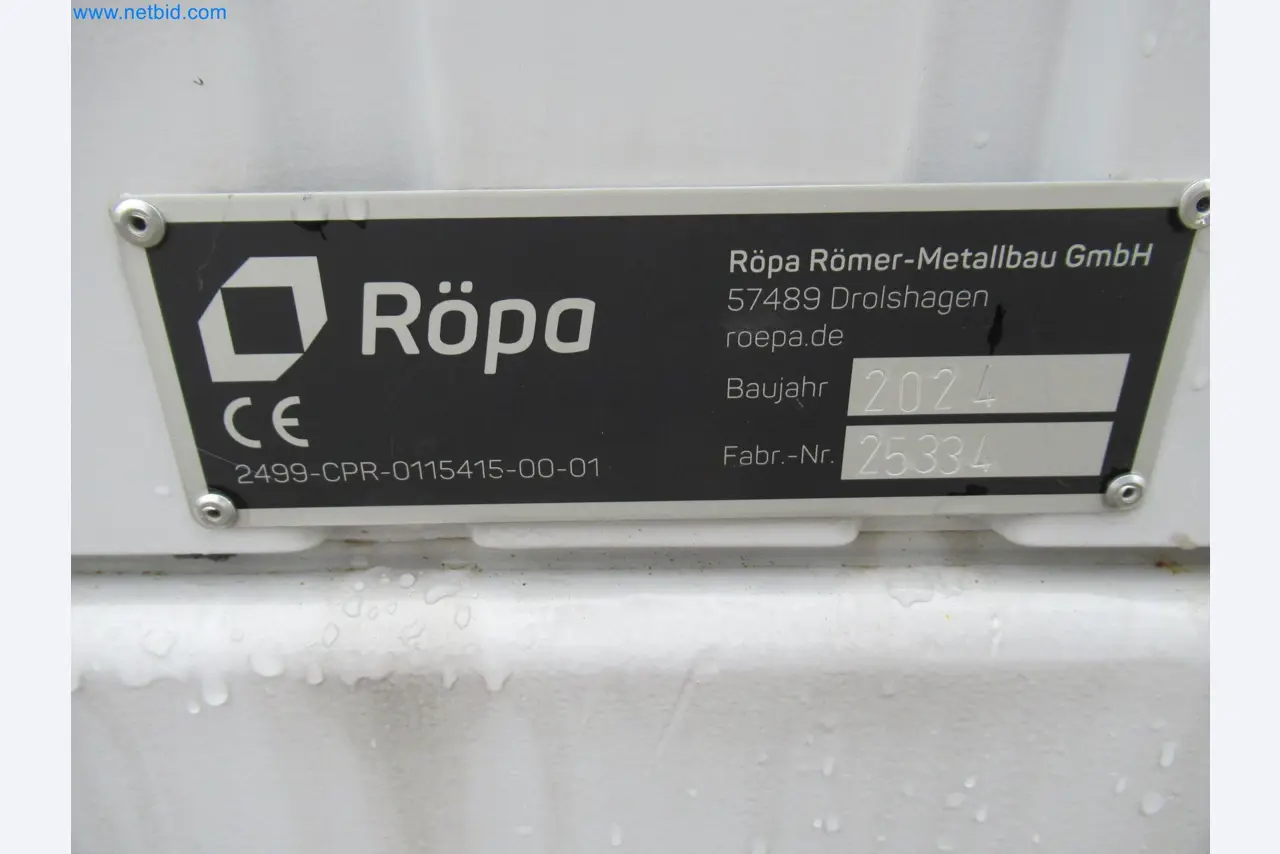 www.netbid.com
Röpa
CE
2499-CPR-0115415-00-01
Röpa Römer-Metallbau GmbH
57489 Drolshagen
roepa.de
Baujahr 2024
Fabr.-Nr. 25334